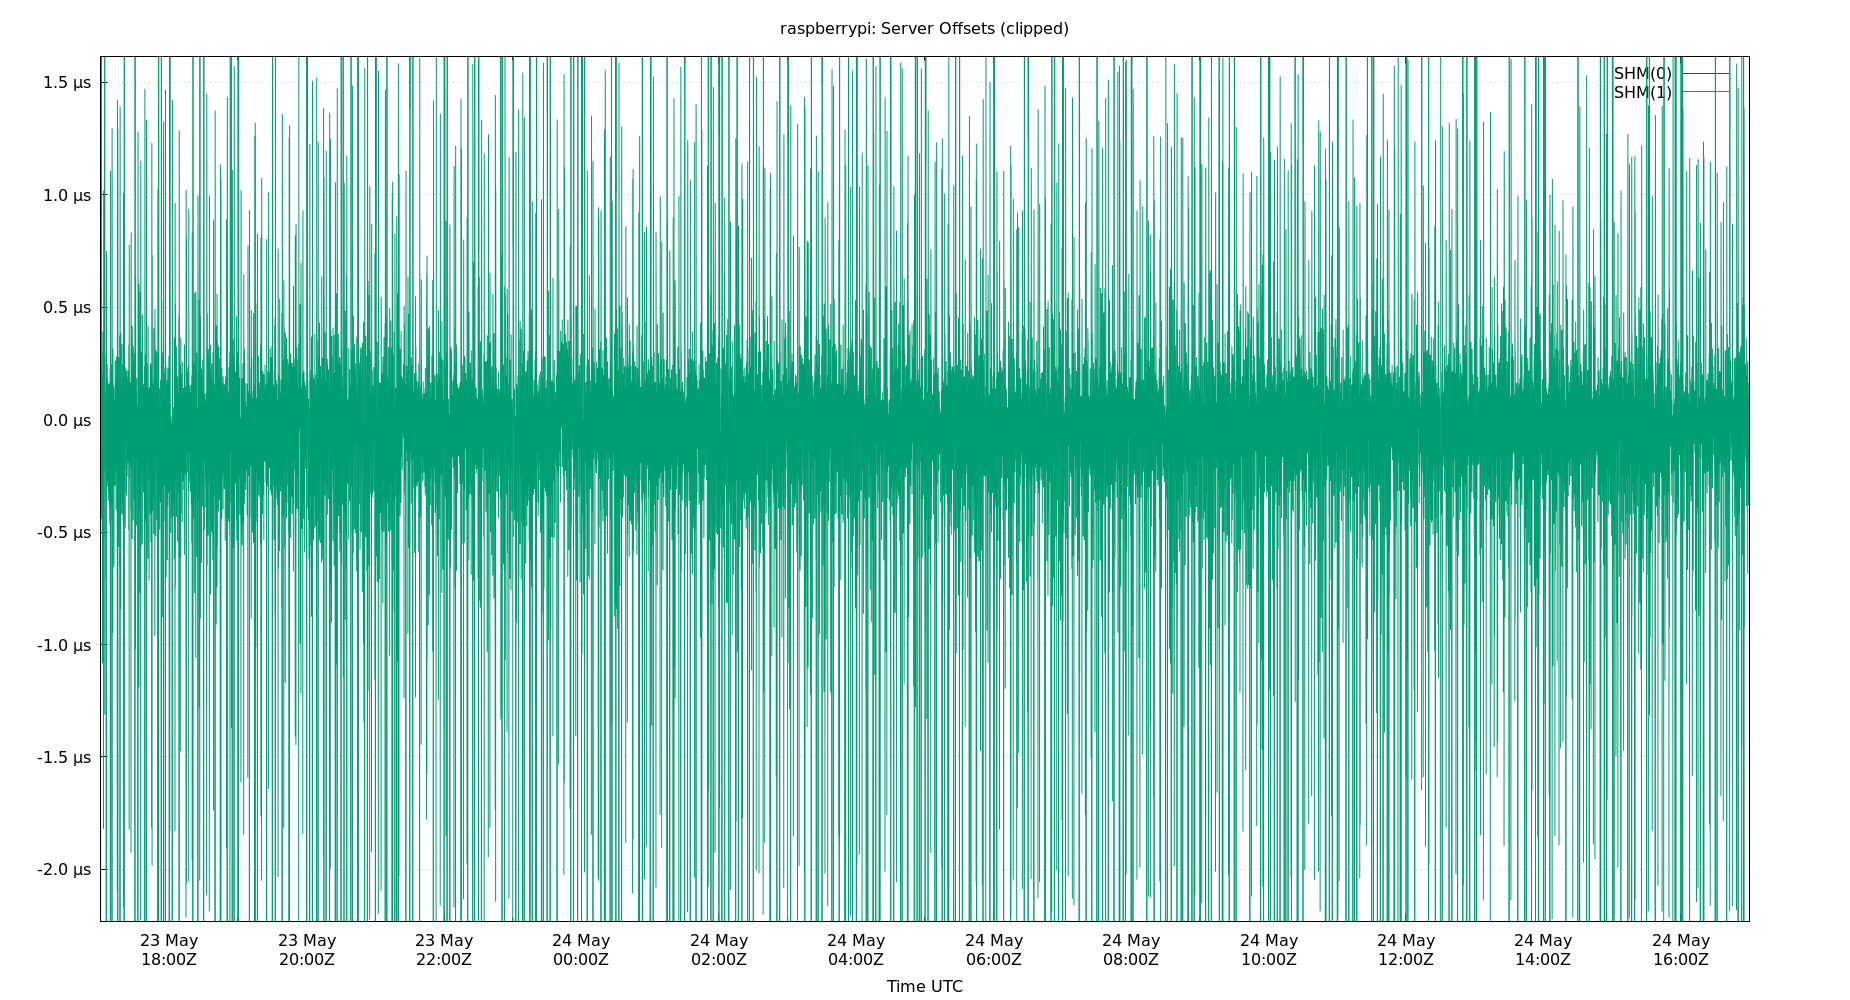 raspberrypi: Server Offsets (clipped)
SHM(0)
SHM(1)
1.5 µs
1.0 µs
0.5 µs
0.0 µs
-0.5 µs
-1.0 µs
-1.5 µs
-2.0 µs
23 May 23 May 23 May 24 May 24 May 24 May 24 May 24 May 24 May 24 May 24 May 24 May
18:00Z 20:00Z 22:00Z 00:00Z 02:00Z 04:00Z 06:00Z 08:00Z 10:00Z 12:00Z 14:00Z 16:00Z
Time UTC